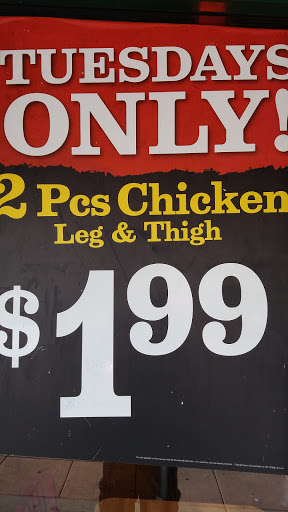 TUESDAYS
ONLY!
2 Pcs Chicken
Leg & Thigh
$199